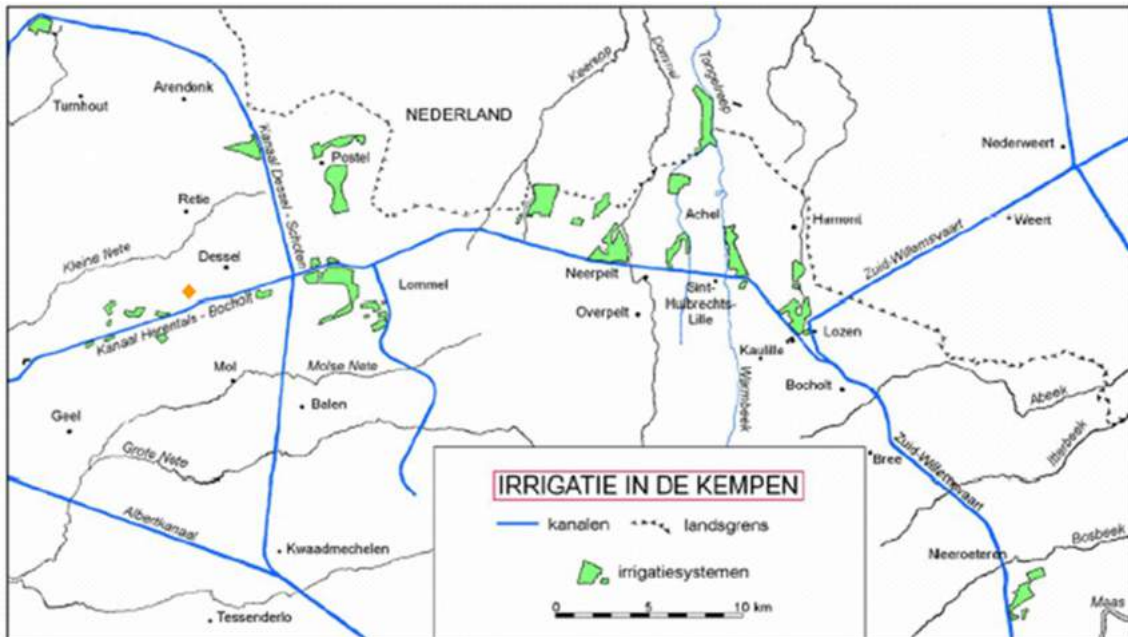 Turnhout
Arendonk
Kanaal Dessel - Schoten
Postel
NEDERLAND
Keersop
Dommel
Tongelreep
Nederweert
Retie
Achel
Hamont
Weert
Zuid-Willemsvaart
Kleine Nete
Dessel
Lommel
Neerpelt
Sint-
Huibrechts-
Lille
Overpelt
Kanaal Herentals - Bocholt
Lozen
Kaulille
Mol
Molse Nete
Bocholt
Warmbeek
Abeek
Geel
Balen
Itterbeek
Grote Nete
Bree
Zuid-Willemsvaart
Albertkanaal
Bosbeek
Kwaadmechelen
Neeroeteren
Maas
Tessenderlo
IRRIGATIE IN DE KEMPEN
kanalen
landsgrens
irrigatiesystemen
0 5 10 km